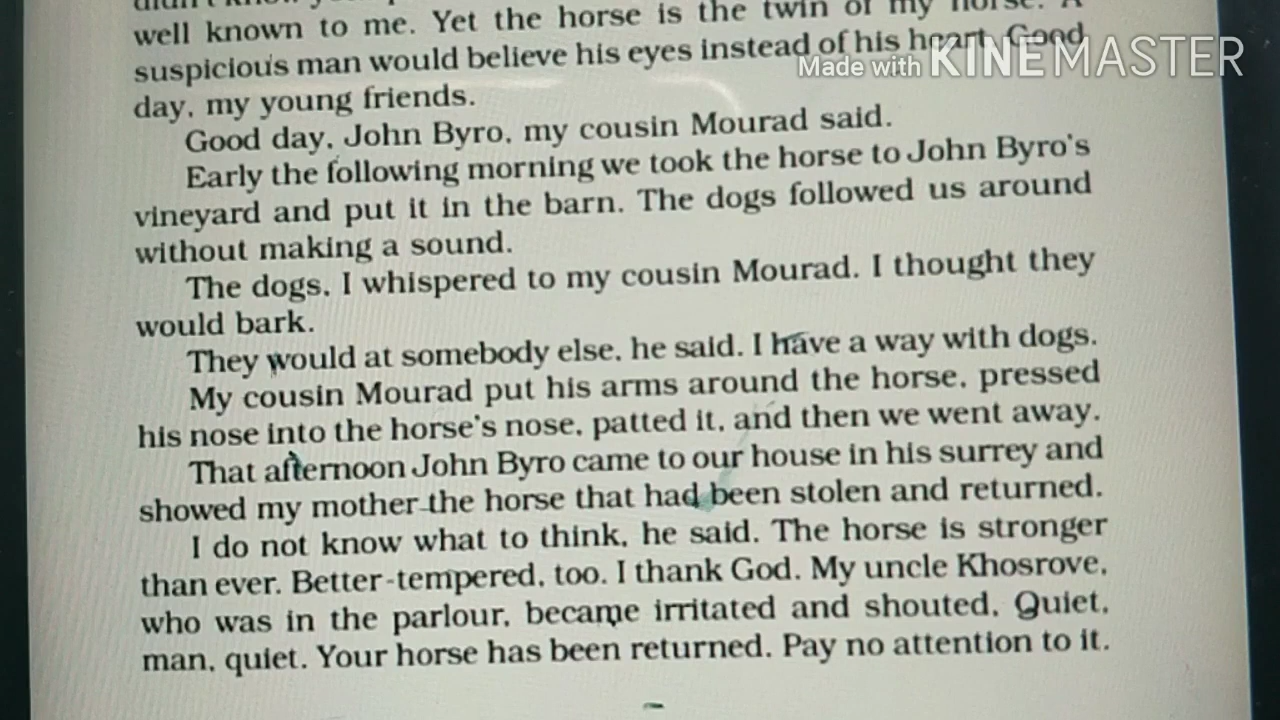 well known to me. Yet the horse is the twin of my horse. A
suspicious man would believe his eyes instead of his heart. Good
Made with KINEMASTER
day, my young friends.
Good day, John Byro, my cousin Mourad said.
Early the following morning we took the horse to John Byro's
vineyard and put it in the barn. The dogs followed us around
without making a sound.
The dogs, I whispered to my cousin Mourad. I thought they
would bark.
They would at somebody else, he said. I have a way with dogs.
My cousin Mourad put his arms around the horse, pressed
his nose into the horse's nose, patted it, and then we went away.
That afternoon John Byro came to our house in his surrey and
showed my mother the horse that had been stolen and returned.
I do not know what to think, he said. The horse is stronger
than ever. Better-tempered, too. I thank God. My uncle Khosrove,
who was in the parlour, became irritated and shouted, Quiet,
man, quiet. Your horse has been returned. Pay no attention to it.